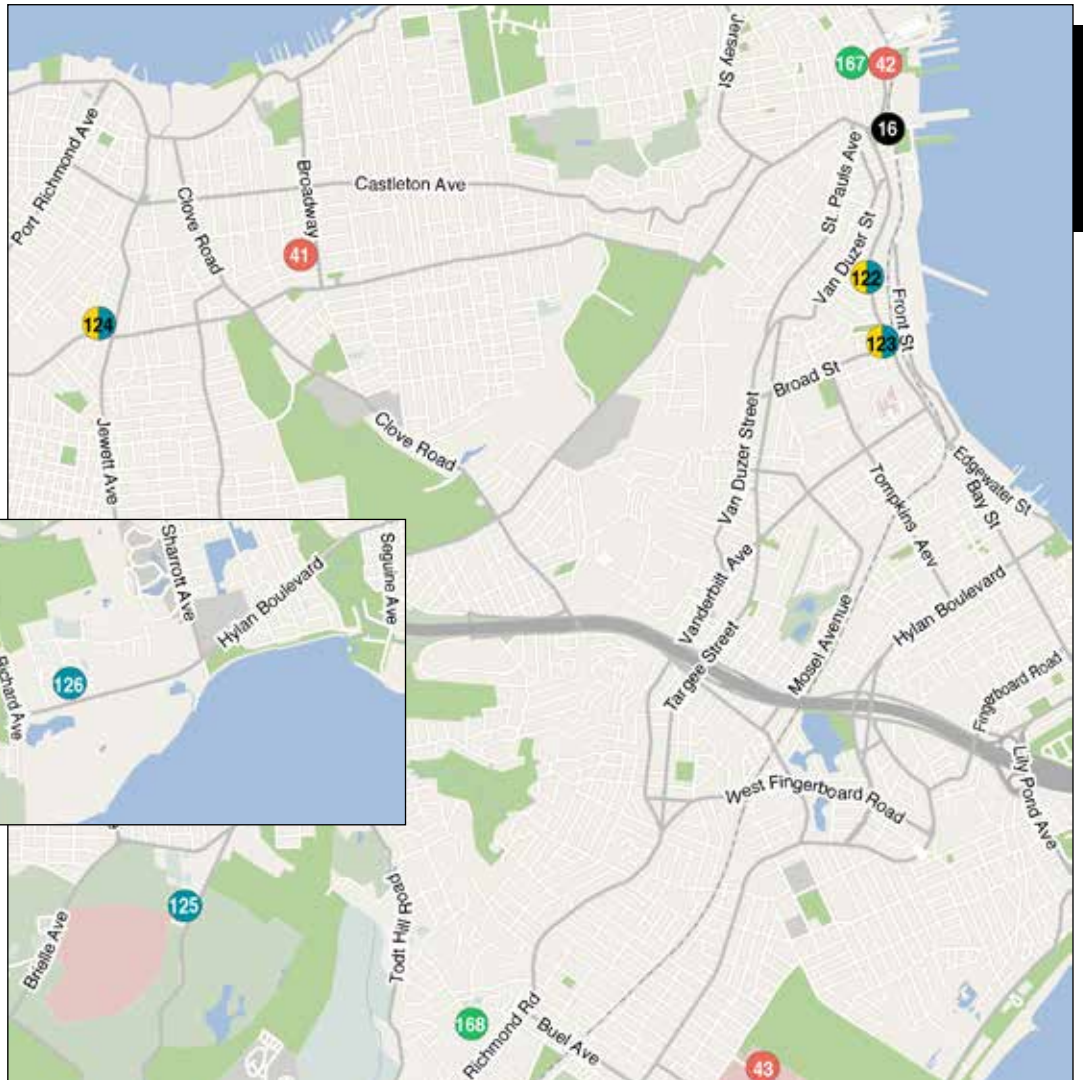 Jersey St
167
42
16
Port Richmond Ave
Clove Road
Broadway
Castleton Ave
St. Pauls Ave
Van Duzer St
41
122
124
Front St
123
Broad St
Jewett Ave
Clove Road
Van Duzer Street
Tompkins Aev
Edgewater St
Bay St
Sharrott Ave
Hylan Boulevard
Seguine Ave
Richard Ave
126
Vanderbilt Ave
Targee Street
Mosel Avenue
Hylan Boulevard
Fingerboard Road
Lily Pond Ave
West Fingerboard Road
125
Brielle Ave
Todt Hill Road
168
Richmond Rd
Buel Ave
43